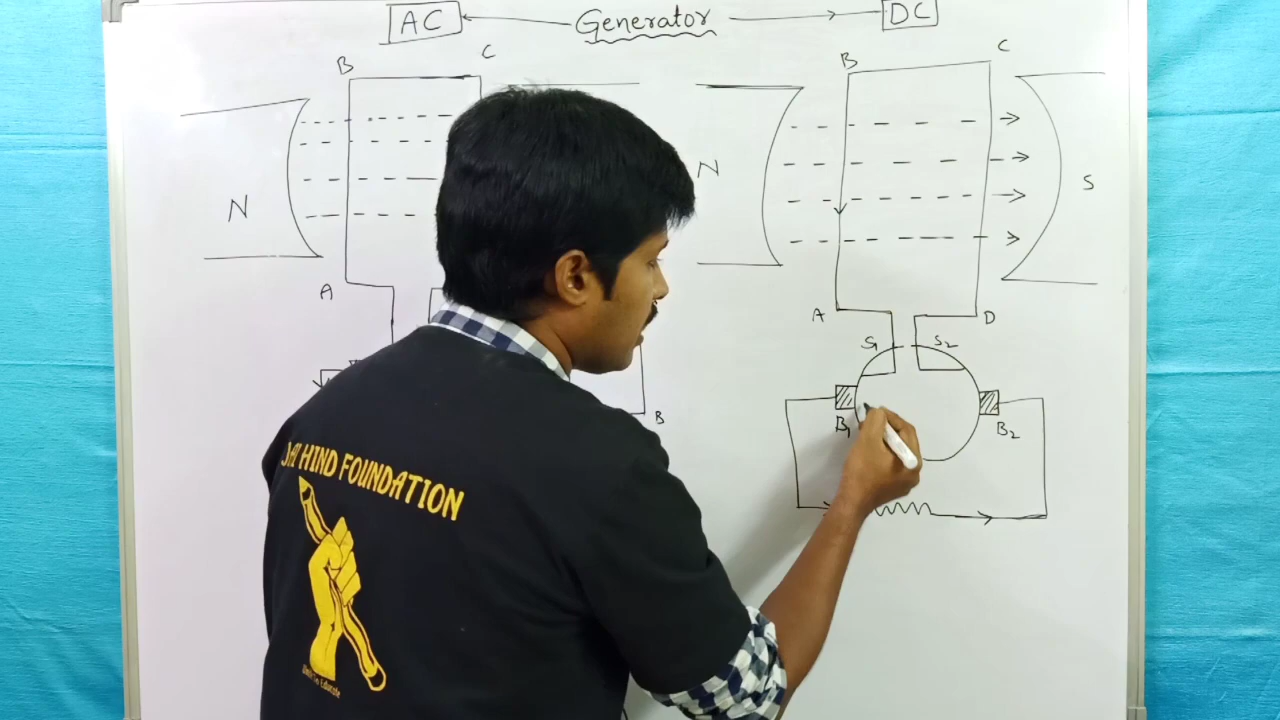 AC Generator DC
B C
N
A
B
B C
N S
A D
S1 S2
B1 B2
JAI HIND FOUNDATION